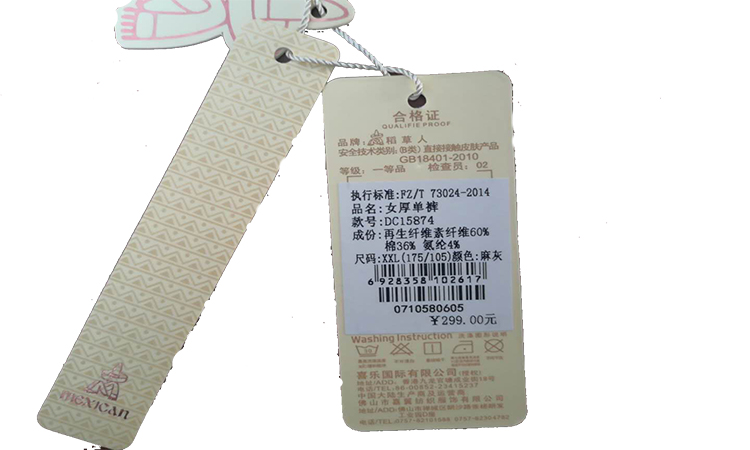 合格证
QUALIFIE PROOF
品牌: 稻草人
安全技术类别:(B类)直接接触皮肤产品
GB18401-2010
等级: 一等品 检查员: 02
执行标准:FZ/T 73024-2014
品名:女厚单裤
款号:DC15874
成份:再生纤维素纤维60%
棉36% 氨纶4%
尺码:XXL(175/105)颜色:麻灰
6 928358 102617
0710580605
￥299.00元
Washing Instruction
喜乐国际有限公司
MEXICAN